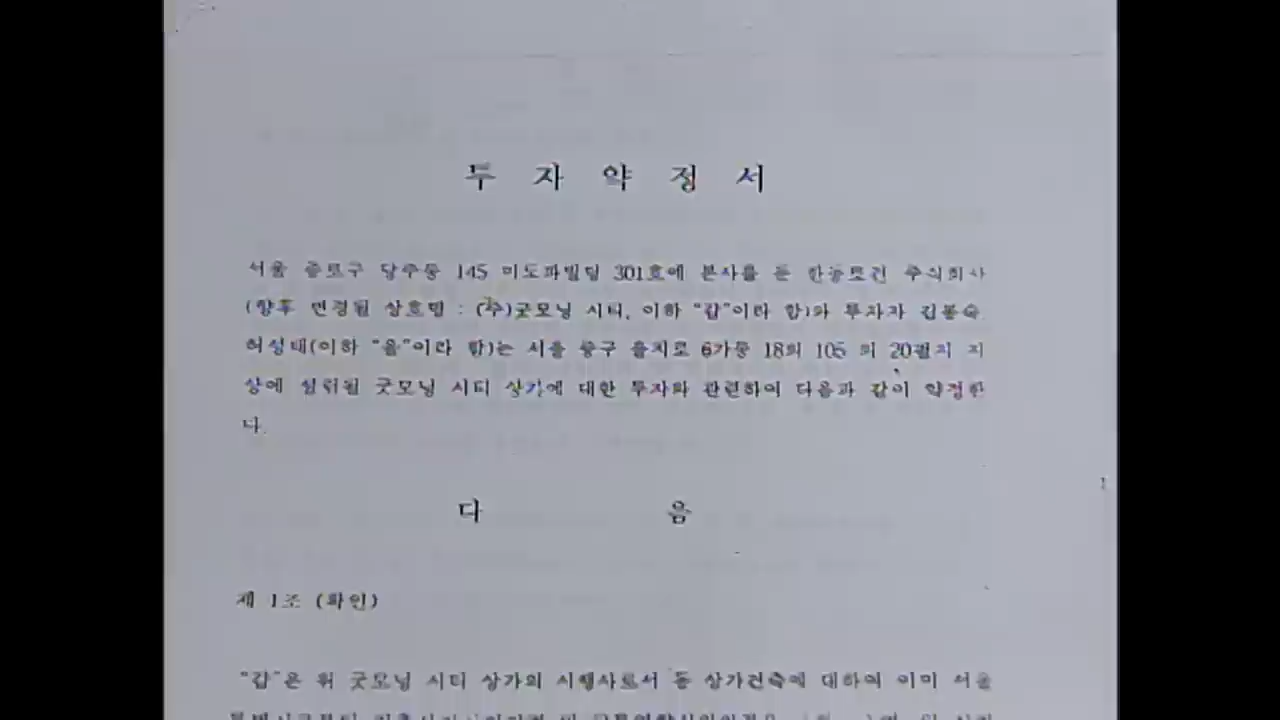 투 자 약 정 서
서울 종로구 당주동 145 미도파빌딩 301호에 본사를 둔 한동토건 주식회사
(향후 변경될 상호명 : (주)굿모닝 시티, 이하 "갑"이라 함)와 투자자 김봉숙
허성대(이하 "을"이라 함)는 서울 중구 을지로 6가동 18의 105 의 20필지 지
상에 설립될 굿모닝 시티 상가에 대한 투자와 관련하여 다음과 같이 약정한
다.
다 음
제 1조 (확인)
"갑"은 위 굿모닝 시티 상가의 시행사로서 동 상가건축에 대하여 이미 서울